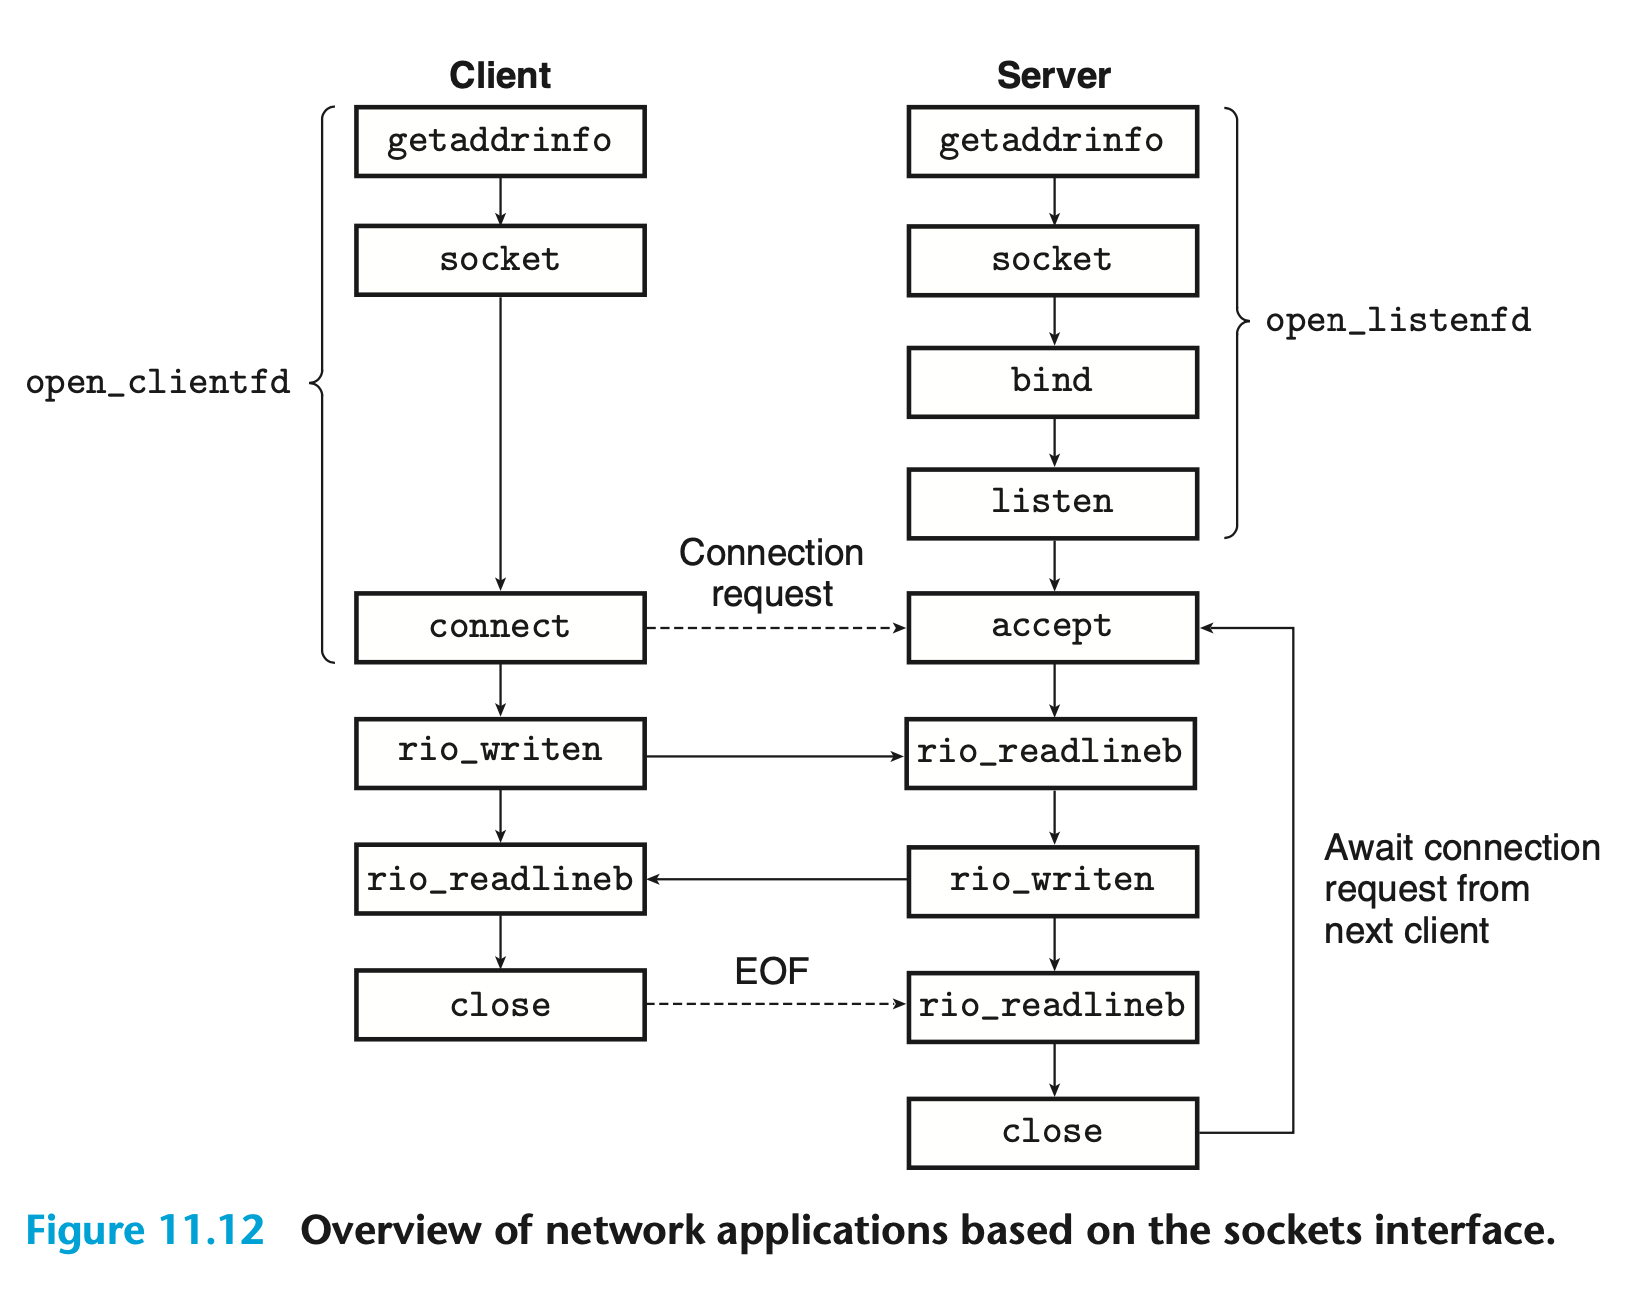 Client
Server
getaddrinfo
getaddrinfo
socket
socket
open_listenfd
open_clientfd
bind
listen
Connection
request
connect
accept
rio_writen
rio_readlineb
Await connection
request from
next client
rio_readlineb
rio_writen
EOF
close
rio_readlineb
close
Figure 11.12 Overview of network applications based on the sockets interface.